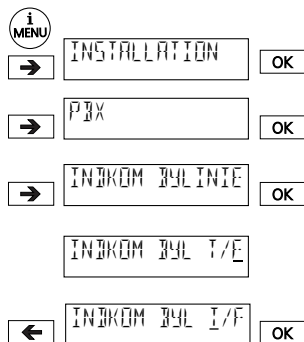 i
MENU
→ INSTALLATION OK
→ PBX OK
→ INDKOM BYLINIE OK
INDKOM BYL T/F
← INDKOM BYL T/F OK